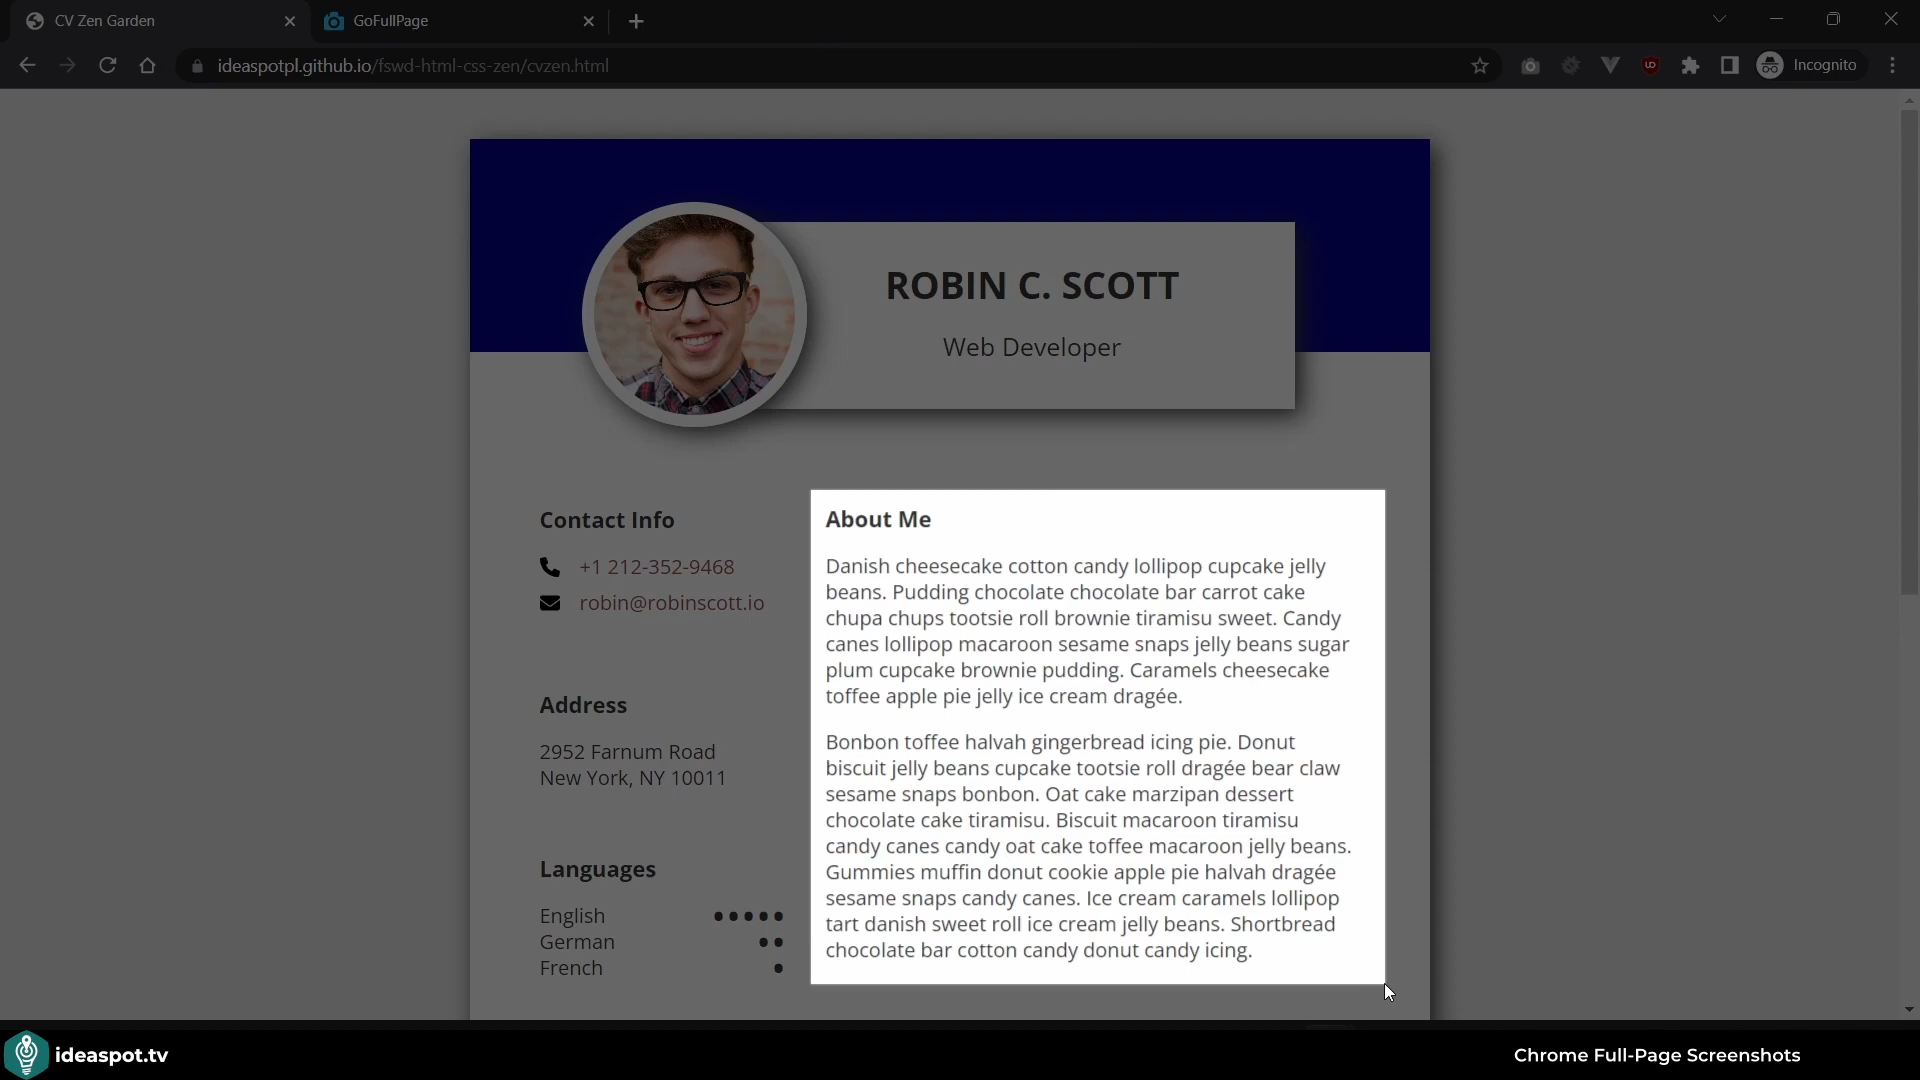 CV Zen Garden
GoFullPage
ideaspotpl.github.io/fswd-html-css-zen/cvzen.html
Incognito
ROBIN C. SCOTT
Web Developer
Contact Info
+1 212-352-9468
robin@robinscott.io
Address
2952 Farnum Road
New York, NY 10011
Languages
English
German
French
About Me
Danish cheesecake cotton candy lollipop cupcake jelly
beans. Pudding chocolate chocolate bar carrot cake
chupa chups tootsie roll brownie tiramisu sweet. Candy
canes lollipop macaroon sesame snaps jelly beans sugar
plum cupcake brownie pudding. Caramels cheesecake
toffee apple pie jelly ice cream dragée.
Bonbon toffee halvah gingerbread icing pie. Donut
biscuit jelly beans cupcake tootsie roll dragée bear claw
sesame snaps bonbon. Oat cake marzipan dessert
chocolate cake tiramisu. Biscuit macaroon tiramisu
candy canes candy oat cake toffee macaroon jelly beans.
Gummies muffin donut cookie apple pie halvah dragée
sesame snaps candy canes. Ice cream caramels lollipop
tart danish sweet roll ice cream jelly beans. Shortbread
chocolate bar cotton candy donut candy icing.
ideaspot.tv
Chrome Full-Page Screenshots